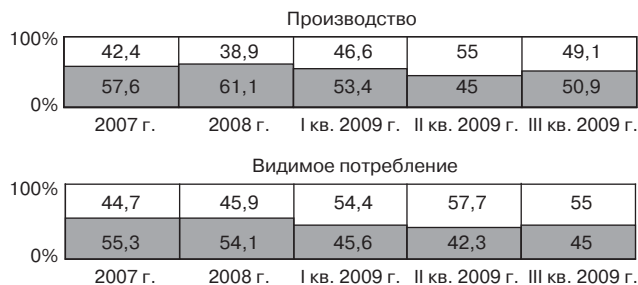 Производство
100%
42,4 38,9 46,6 55 49,1
57,6 61,1 53,4 45 50,9
0%
2007 г. 2008 г. I кв. 2009 г. II кв. 2009 г. III кв. 2009 г.
Видимое потребление
100%
44,7 45,9 54,4 57,7 55
55,3 54,1 45,6 42,3 45
0%
2007 г. 2008 г. I кв. 2009 г. II кв. 2009 г. III кв. 2009 г.